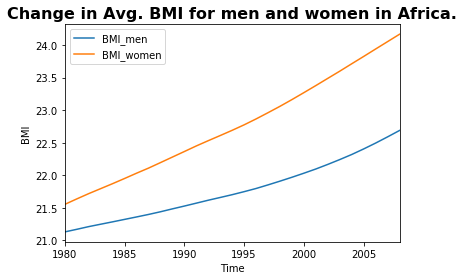 Change in Avg. BMI for men and women in Africa.
BMI_men
BMI_women
24.0
23.5
23.0
22.5
22.0
21.5
21.0
BMI
1980 1985 1990 1995 2000 2005
Time